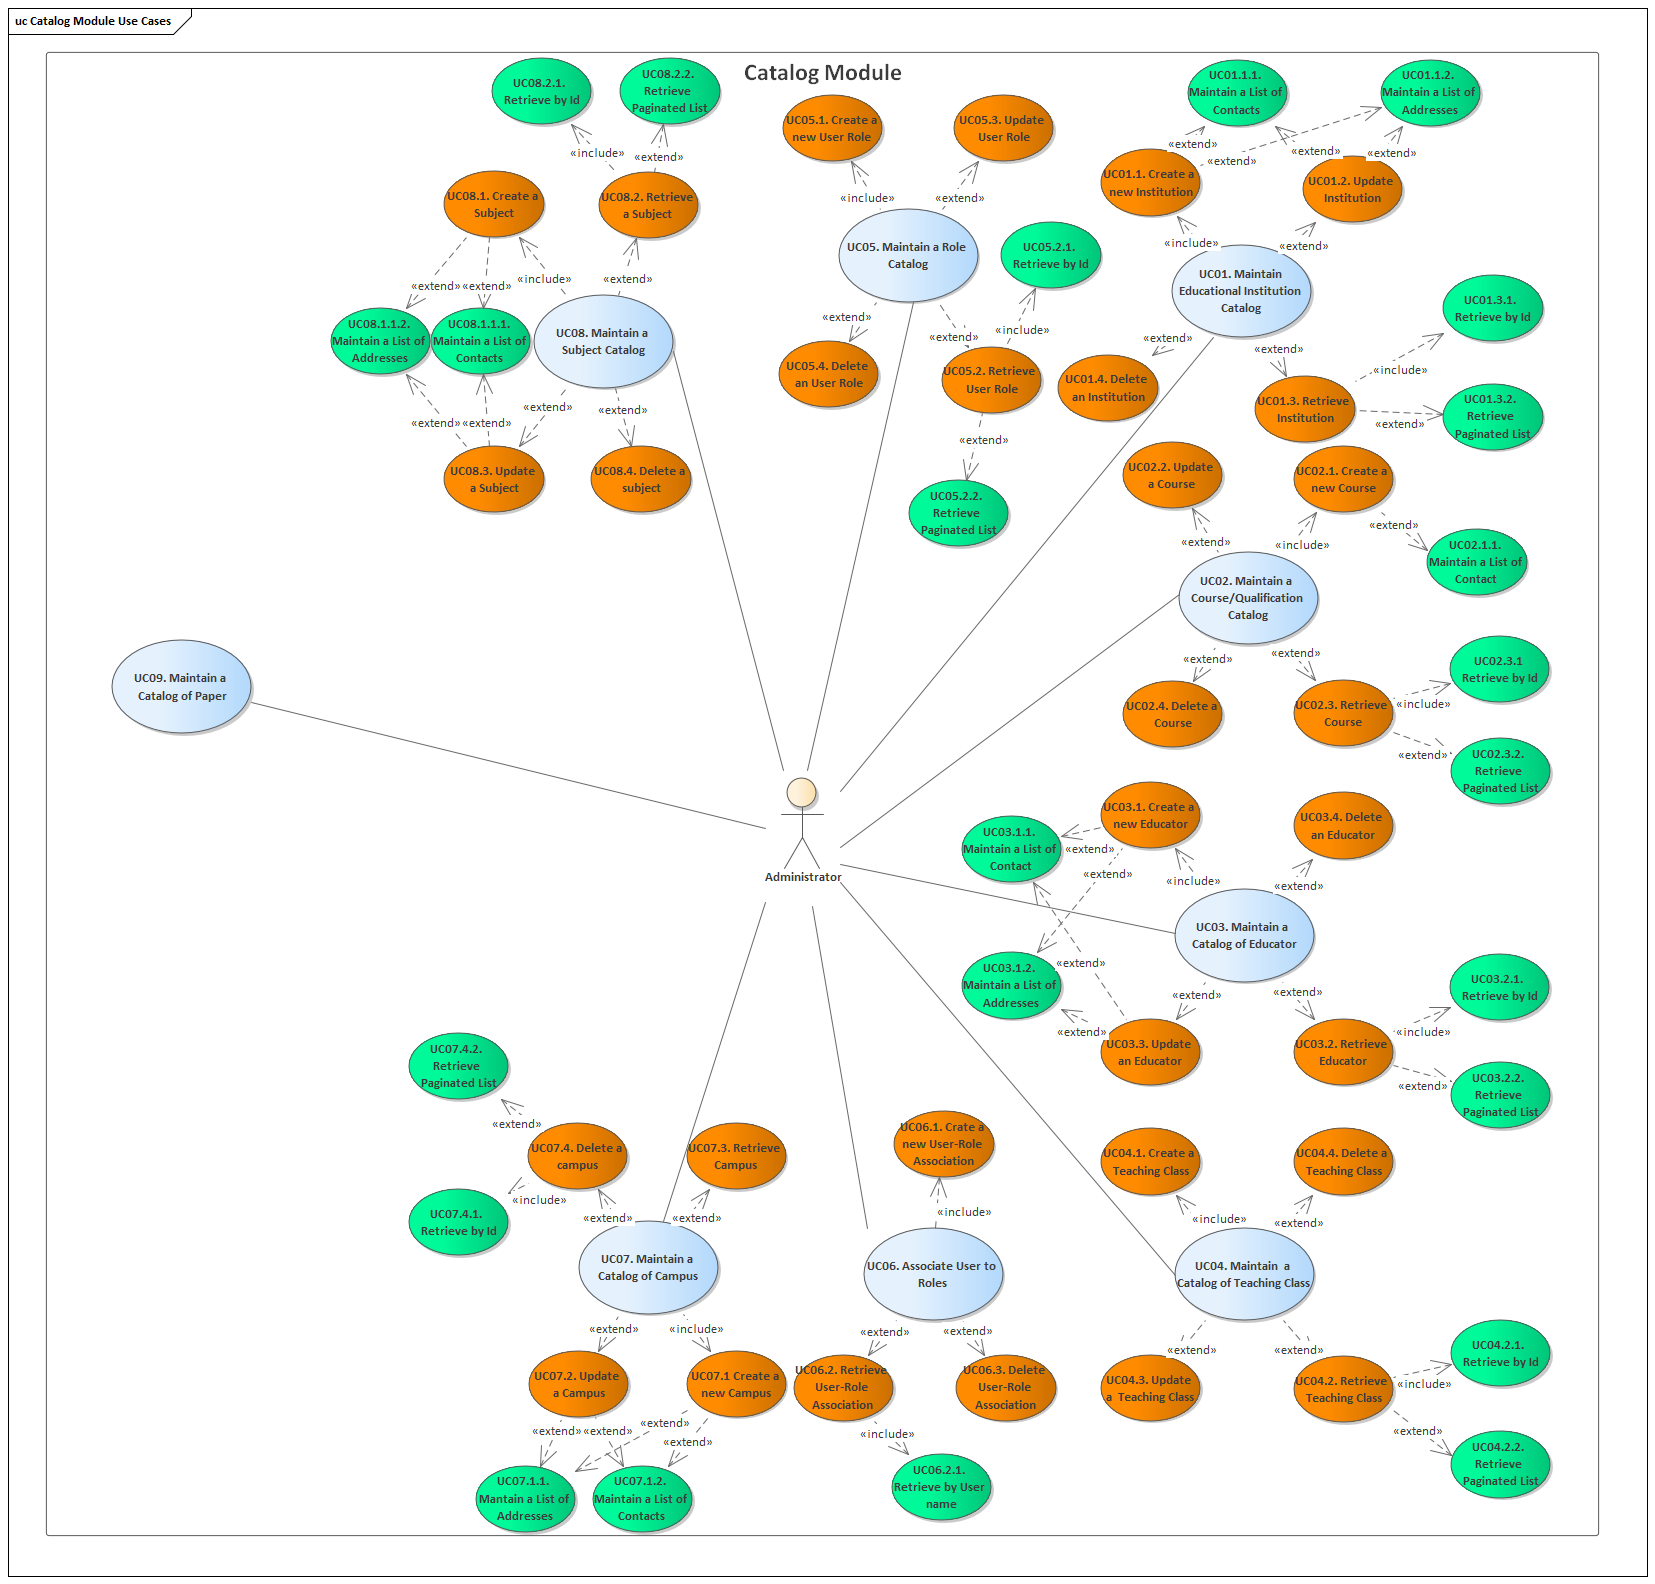 uc Catalog Module Use Cases
Catalog Module
UC08.2.1.
Retrieve by Id
UC08.2.2.
Retrieve
Paginated List
«include»
«extend»
UC08.1. Create a
Subject
UC08.2. Retrieve
a Subject
«extend»
«extend»
«include»
«extend»
UC08.1.1.2.
Maintain a List of
Addresses
UC08.1.1.1.
Maintain a List of
Contacts
UC08. Maintain a
Subject Catalog
«extend»
«extend»
«extend»
«extend»
UC08.3. Update
a Subject
UC08.4. Delete a
subject
UC05.1. Create a
new User Role
UC05.3. Update
User Role
«include»
«extend»
UC05. Maintain a Role
Catalog
UC05.2.1.
Retrieve by Id
«extend»
«extend»
«include»
UC05.4. Delete
an User Role
UC05.2. Retrieve
User Role
«extend»
UC05.2.2.
Retrieve
Paginated List
UC01.1.1.
Maintain a List of
Contacts
UC01.1.2.
Maintain a List of
Addresses
«extend»
«extend»
«extend»
«extend»
UC01.1. Create a
new Institution
UC01.2. Update
Institution
«include»
«extend»
UC01. Maintain
Educational Institution
Catalog
UC01.3.1.
Retrieve by Id
«extend»
«extend»
«include»
UC01.4. Delete
an Institution
UC01.3. Retrieve
Institution
UC01.3.2.
Retrieve
Paginated List
«extend»
UC02.2. Update
a Course
UC02.1. Create a
new Course
«extend»
«extend»
«include»
UC02.1.1.
Maintain a List of
Contact
UC02. Maintain a
Course/Qualification
Catalog
«extend»
«extend»
UC02.3.1
Retrieve by Id
UC02.4. Delete a
Course
UC02.3. Retrieve
Course
«include»
«extend»
UC02.3.2.
Retrieve
Paginated List
UC09. Maintain a
Catalog of Paper
Administrator
UC03.1. Create a
new Educator
UC03.4. Delete
an Educator
UC03.1.1.
Maintain a List of
Contact
«extend»
«extend»
«include»
«extend»
UC03. Maintain a
Catalog of Educator
UC03.1.2.
Maintain a List of
Addresses
«extend»
«extend»
«extend»
«extend»
UC03.2.1.
Retrieve by Id
UC03.3. Update
an Educator
UC03.2. Retrieve
Educator
«include»
«extend»
UC03.2.2.
Retrieve
Paginated List
UC07.4.2.
Retrieve
Paginated List
«extend»
UC07.4. Delete a
campus
UC07.3. Retrieve
Campus
«include»
UC07.4.1.
Retrieve by Id
«extend»
«extend»
UC07. Maintain a
Catalog of Campus
«extend»
«include»
UC07.2. Update
a Campus
UC07.1 Create a
new Campus
«extend»
«extend»
«extend»
«extend»
UC07.1.1.
Mantain a List of
Addresses
UC07.1.2.
Maintain a List of
Contacts
UC06.1. Crate a
new User-Role
Association
«include»
UC06. Associate User to
Roles
«extend»
«extend»
UC06.2. Retrieve
User-Role
Association
UC06.3. Delete
User-Role
Association
«include»
UC06.2.1.
Retrieve by User
name
UC04.1. Create a
Teaching Class
UC04.4. Delete a
Teaching Class
«include»
«extend»
UC04. Maintain  a
Catalog of Teaching Class
«extend»
«extend»
UC04.2.1.
Retrieve by Id
UC04.3. Update
a  Teaching Class
UC04.2. Retrieve
Teaching Class
«include»
«extend»
UC04.2.2.
Retrieve
Paginated List